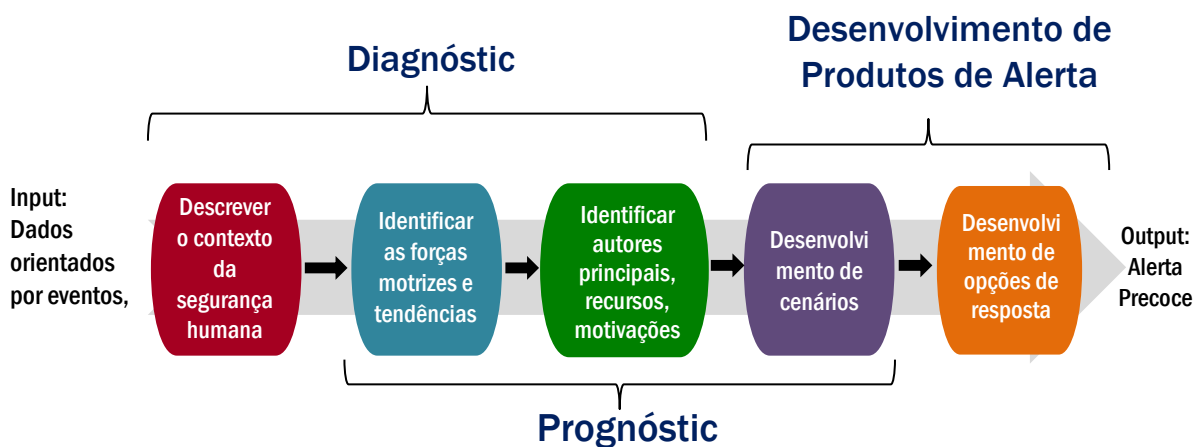 Diagnóstic
Desenvolvimento de
Produtos de Alerta
Input:
Dados
orientados
por eventos,
Descrever
o contexto
da
segurança
humana
Identificar
as forças
motrizes e
tendências
Identificar
autores
principais,
recursos,
motivações
Desenvolvi
mento de
cenários
Desenvolvi
mento de
opções de
resposta
Output:
Alerta
Precoce
Prognóstic